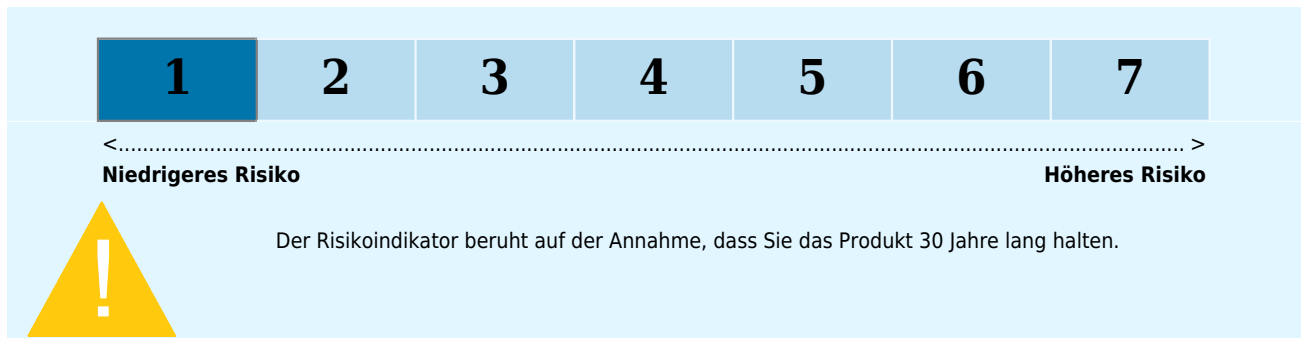 1 2 3 4 5 6 7
<........................................................................................................................................................................ >
Niedrigeres Risiko Höheres Risiko
Der Risikoindikator beruht auf der Annahme, dass Sie das Produkt 30 Jahre lang halten.
!